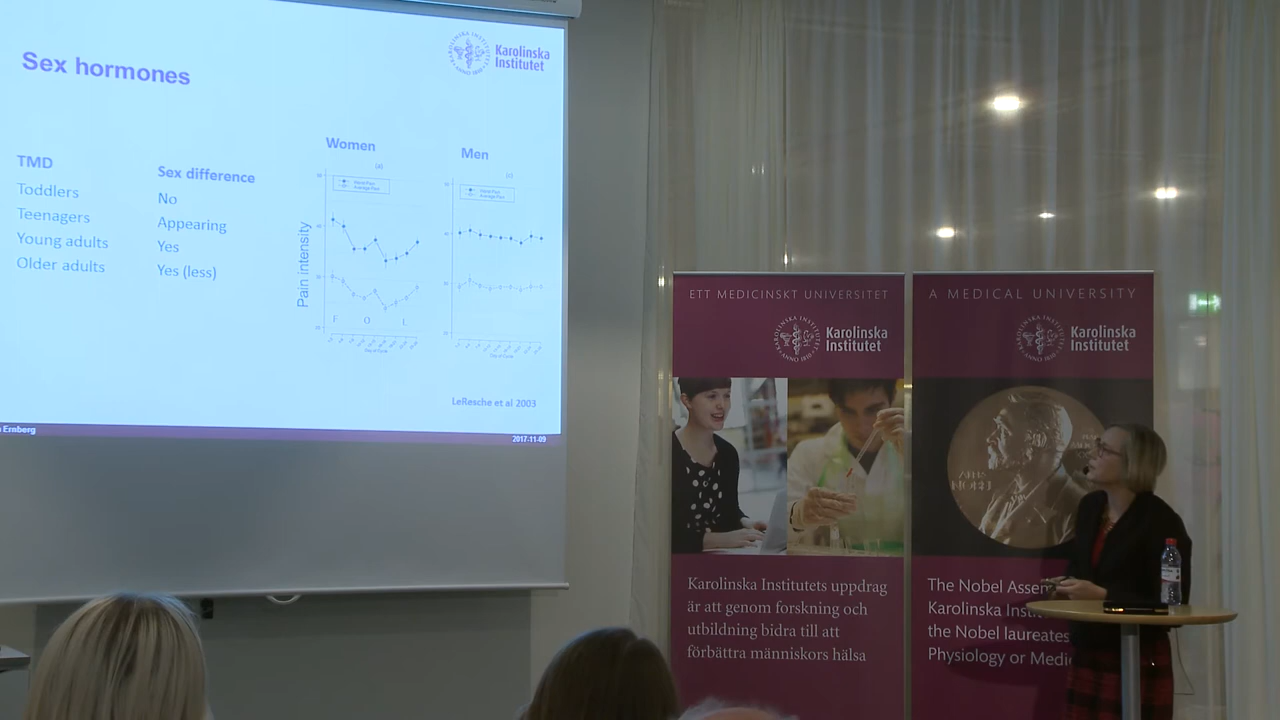 Sex hormones
Karolinska
Institutet
ANNO 1810
Women
Men
TMD
Sex difference
Toddlers
No
Teenagers
Appearing
Young adults
Yes
Older adults
Yes (less)
Pain intensity
F O L
LeResche et al 2003
Ernberg
2017-11-09
ETT MEDICINSKT UNIVERSITET
Karolinska
Institutet
Karolinska Institutets uppdrag
är att genom forskning och
utbildning bidra till att
förbättra människors hälsa
A MEDICAL UNIVERSITY
Karolinska
Institutet
The Nobel Assem
Karolinska Inst
the Nobel laureates
Physiology or Medi